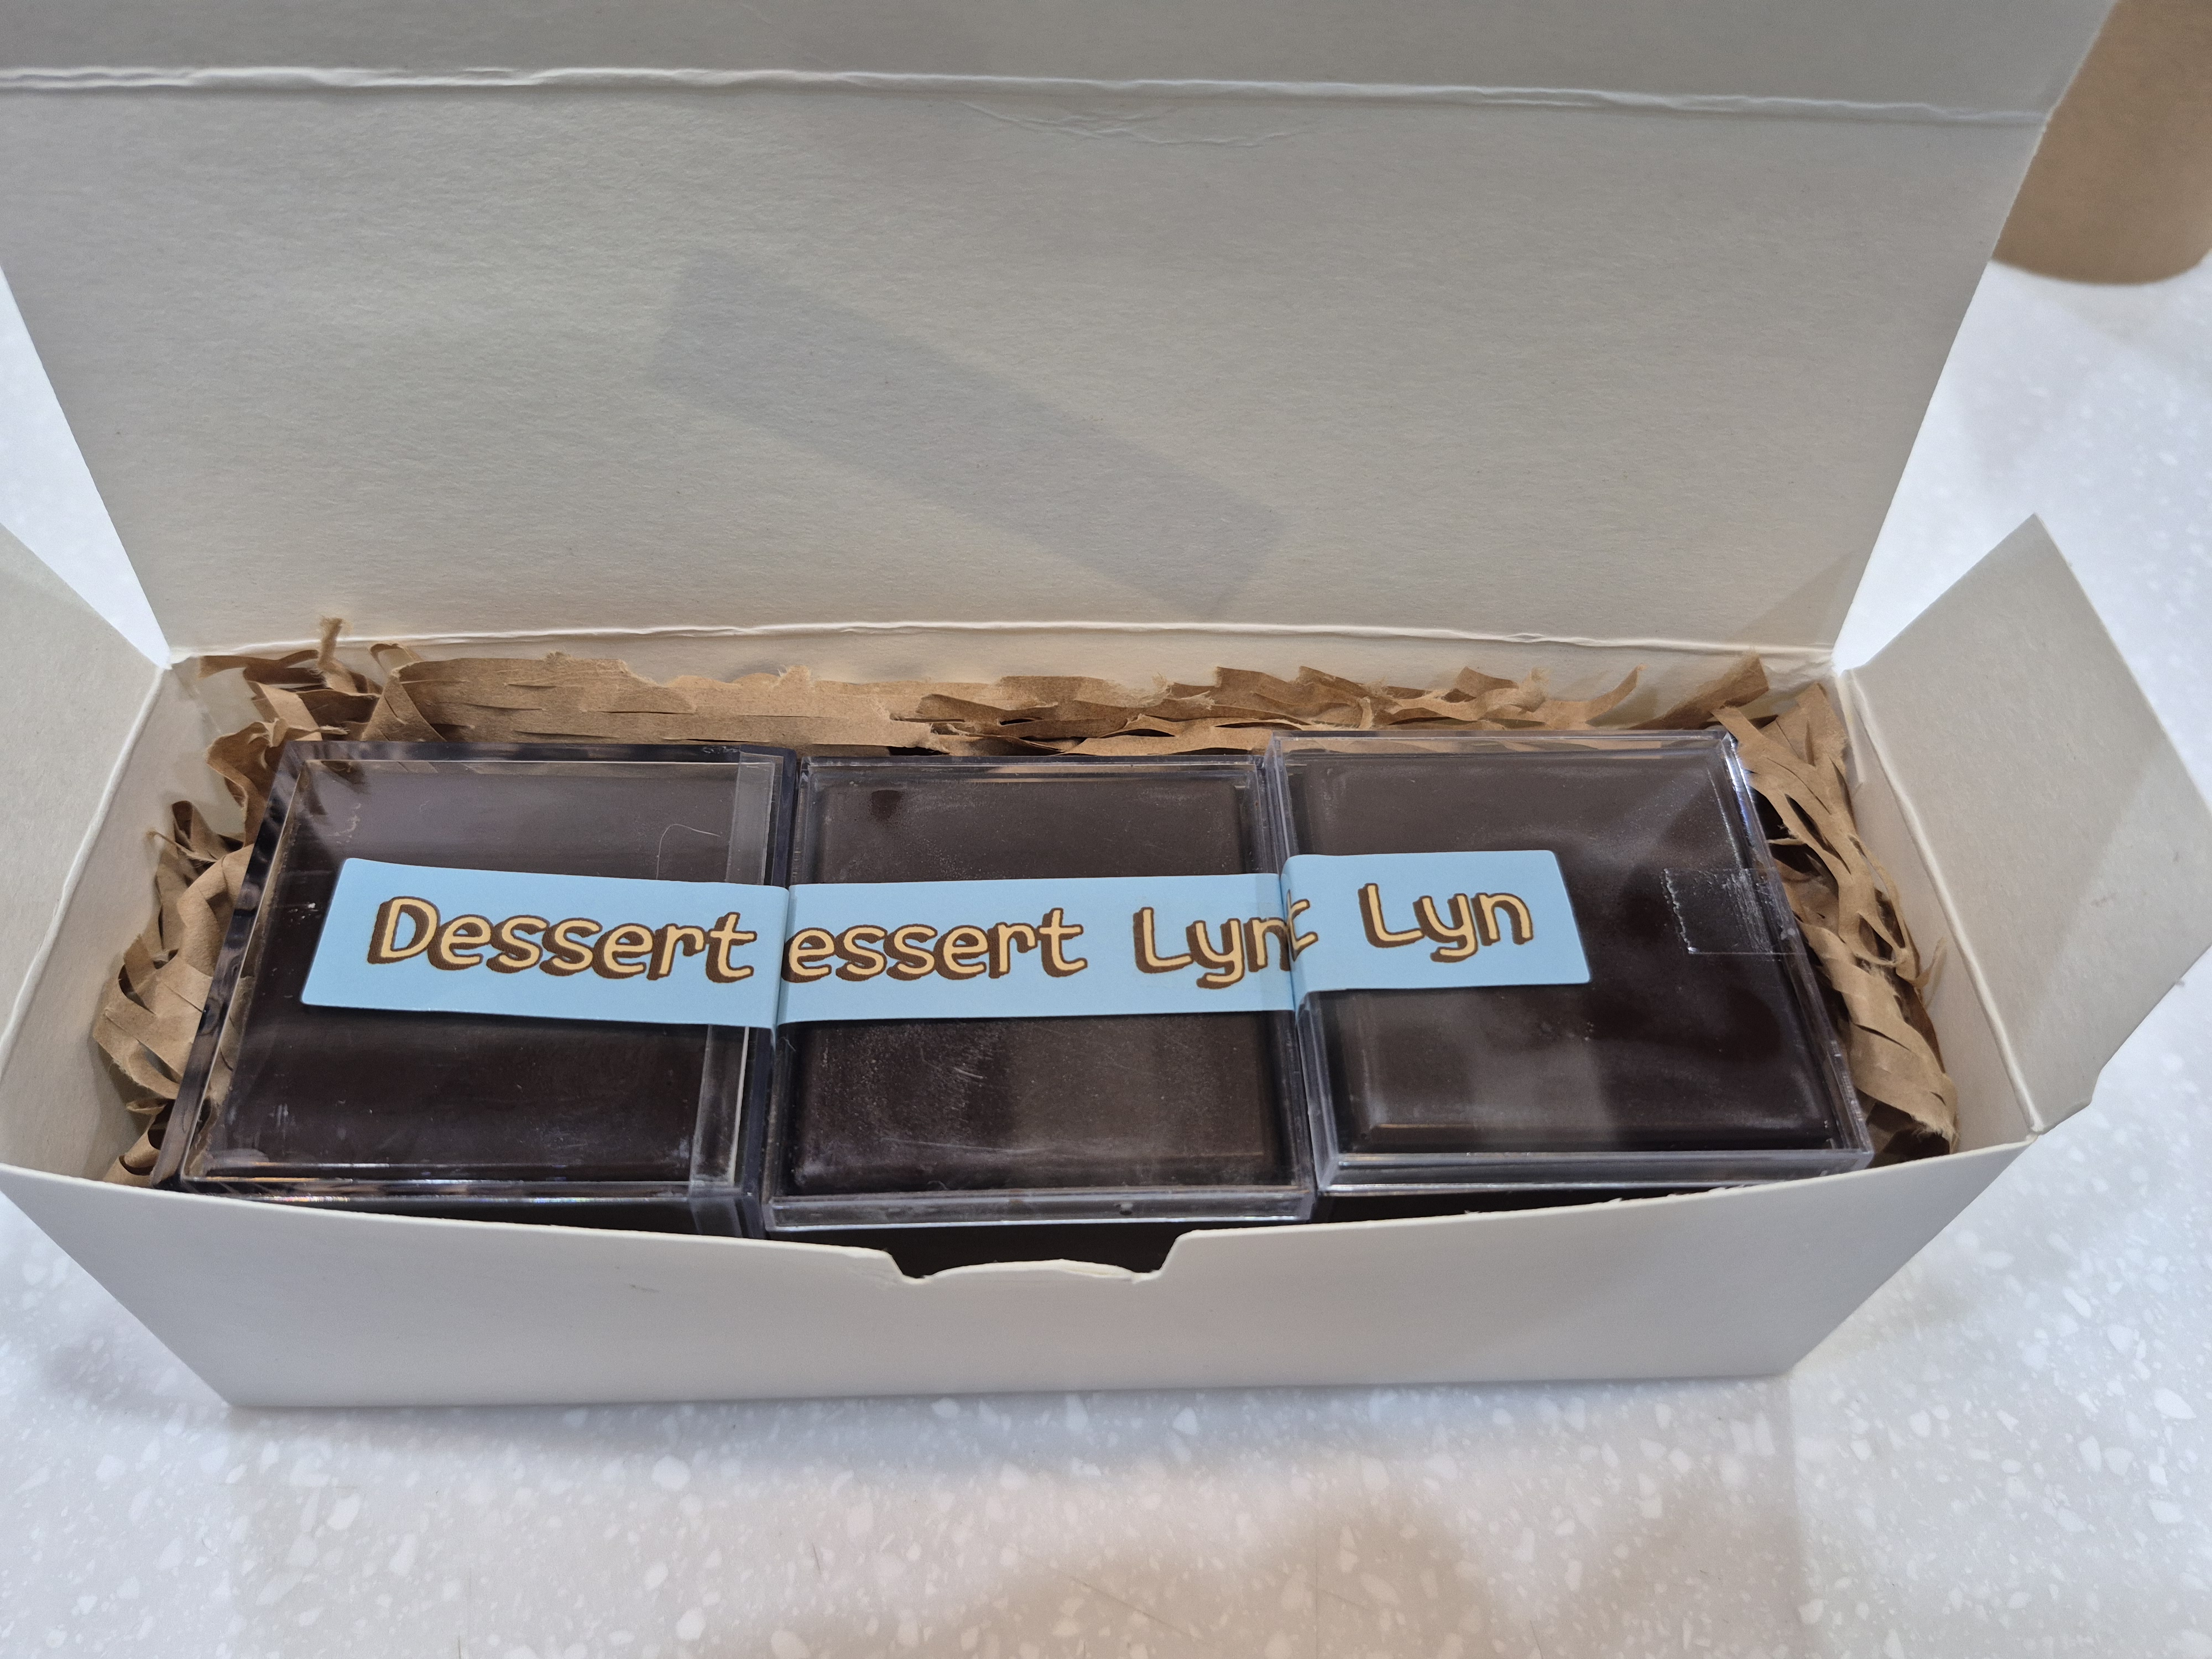 Dessert essert Lyn t Lyn